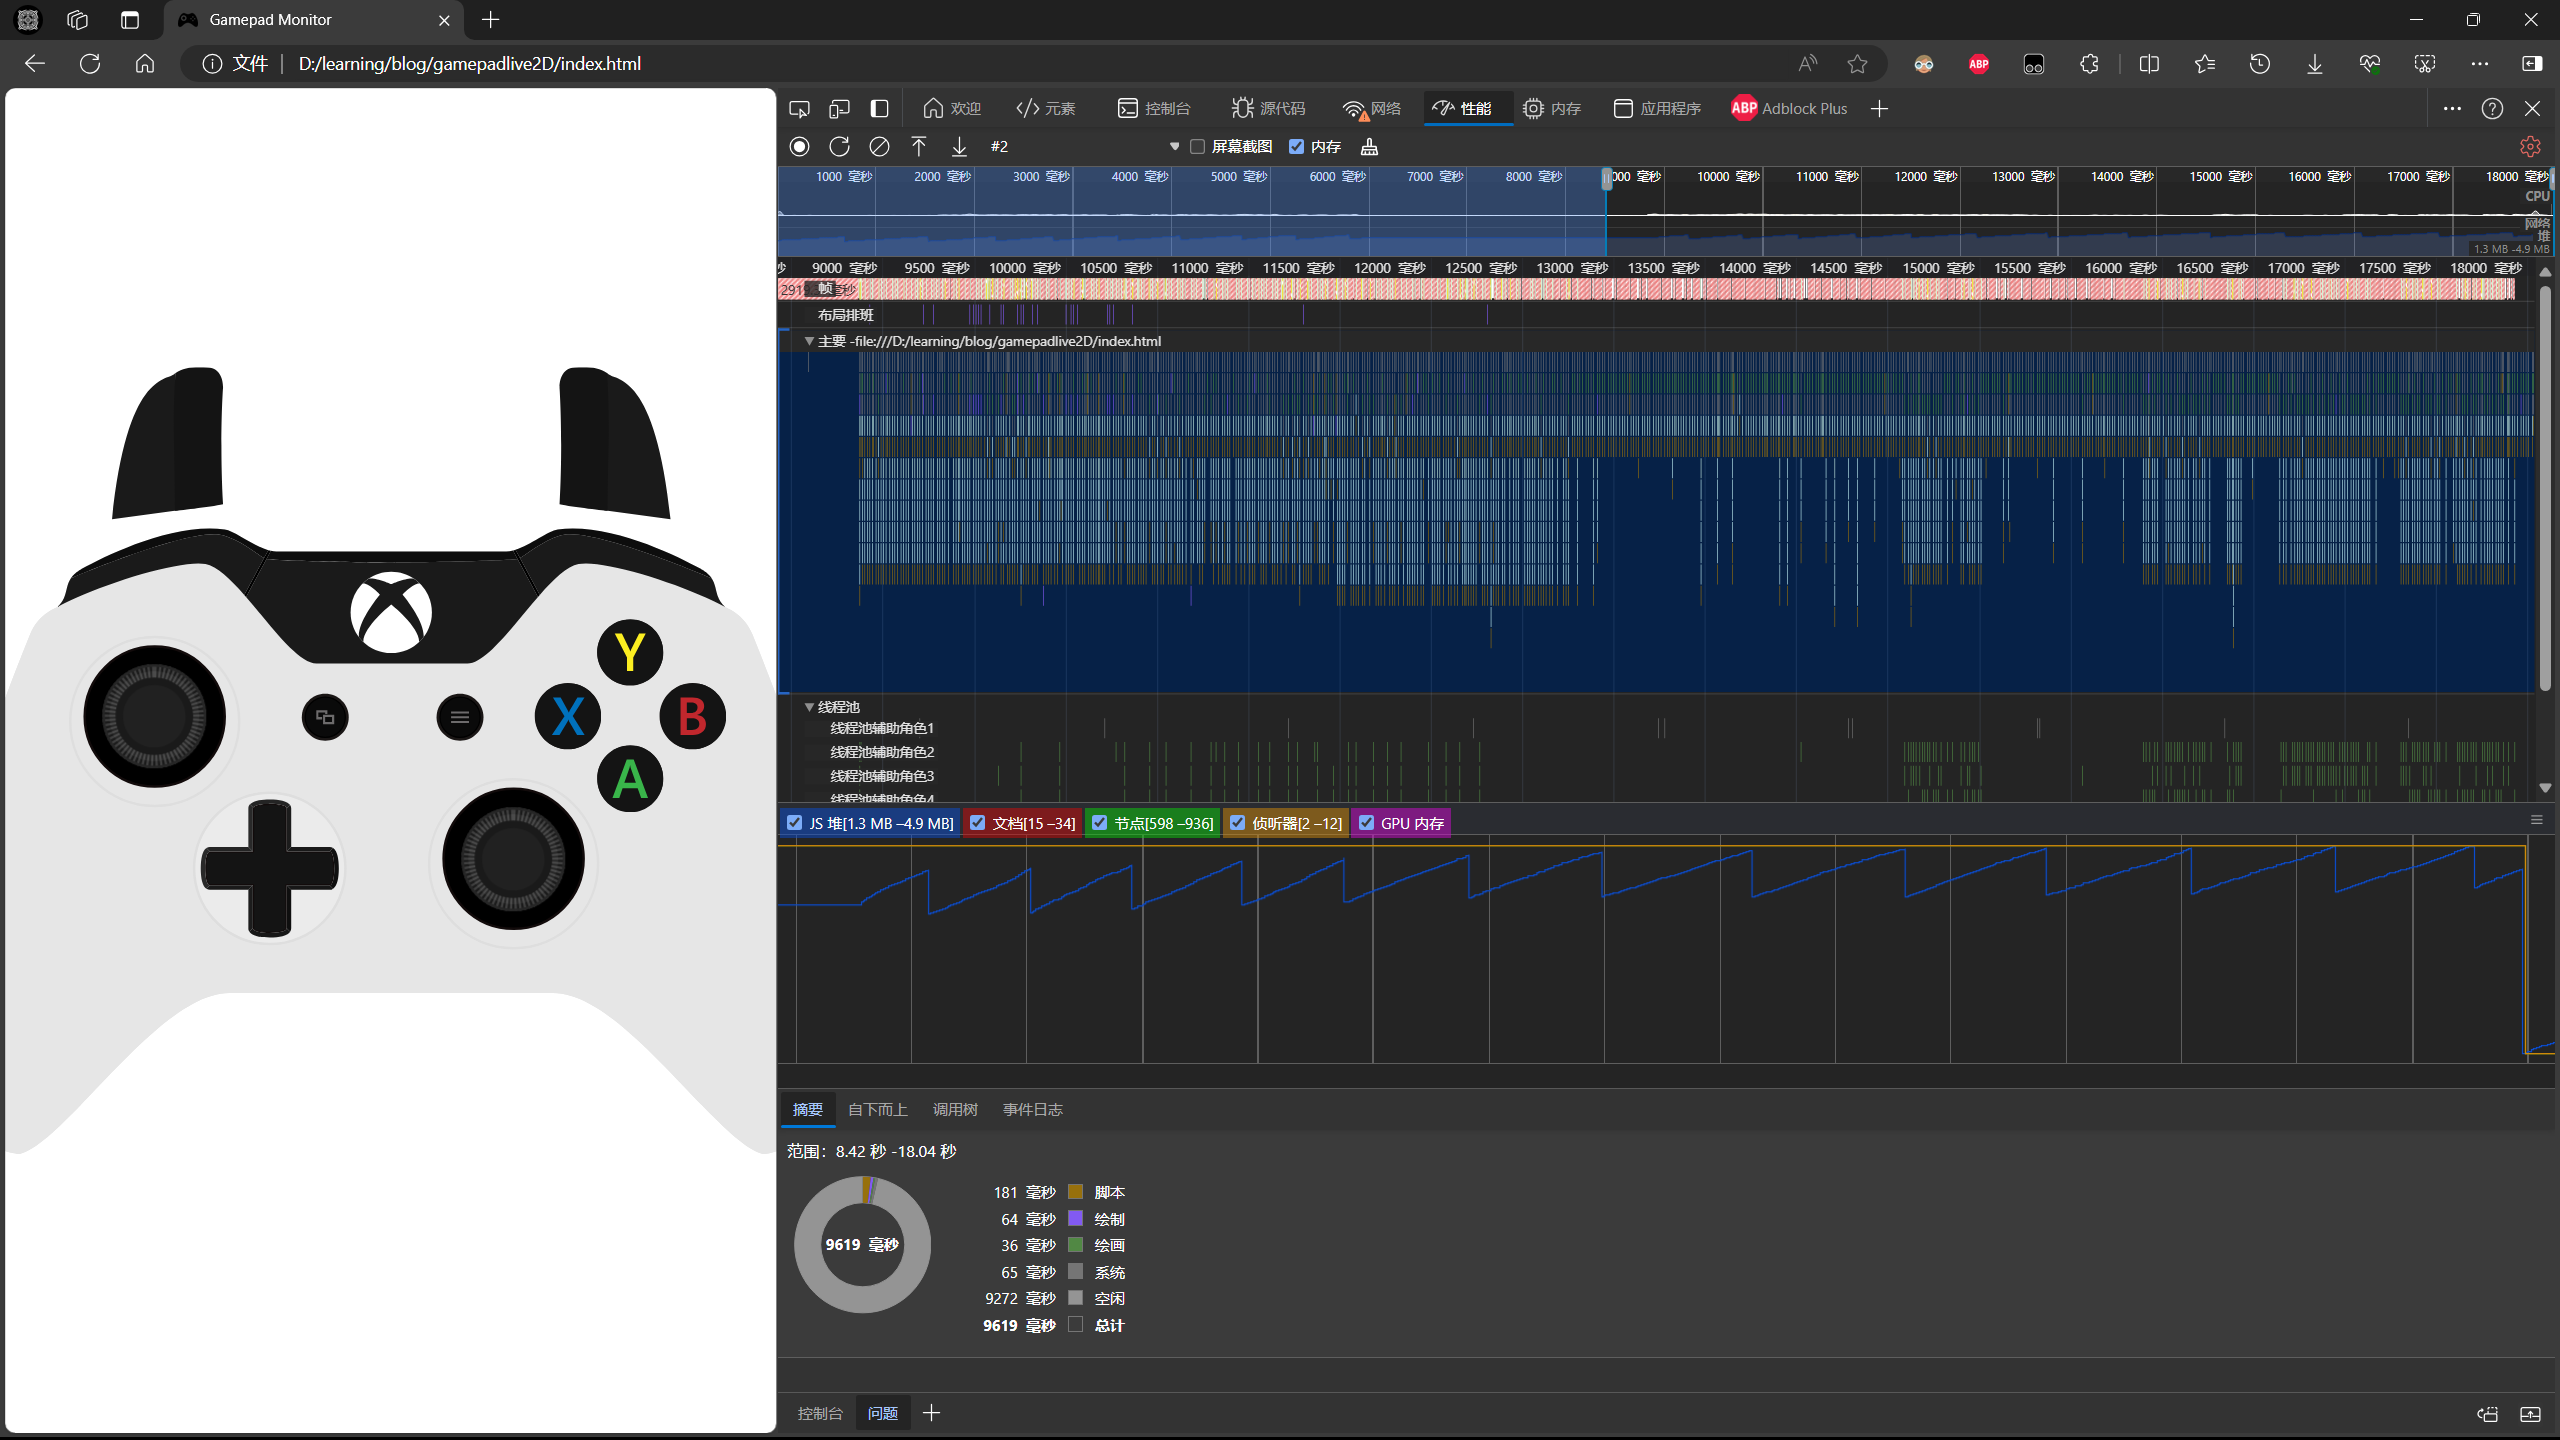 Gamepad Monitor
文件 D:/learning/blog/gamepadlive2D/index.html
欢迎 元素 控制台 源代码 网络 性能 内存 应用程序 ABP Adblock Plus
#2 屏幕截图 内存
1000 毫秒 2000 毫秒 3000 毫秒 4000 毫秒 5000 毫秒 6000 毫秒 7000 毫秒 8000 毫秒 000 毫秒 10000 毫秒 11000 毫秒 12000 毫秒 13000 毫秒 14000 毫秒 15000 毫秒 16000 毫秒 17000 毫秒 18000 毫秒
CPU
网络
堆
1.3 MB -4.9 MB
9000 毫秒 9500 毫秒 10000 毫秒 10500 毫秒 11000 毫秒 11500 毫秒 12000 毫秒 12500 毫秒 13000 毫秒 13500 毫秒 14000 毫秒 14500 毫秒 15000 毫秒 15500 毫秒 16000 毫秒 16500 毫秒 17000 毫秒 17500 毫秒 18000 毫秒
帧
布局排班
主要 -file:///D:/learning/blog/gamepadlive2D/index.html
线程池
线程池辅助角色1
线程池辅助角色2
线程池辅助角色3
线程池辅助角色4
JS 堆[1.3 MB –4.9 MB] 文档[15 –34] 节点[598 –936] 侦听器[2 –12] GPU 内存
摘要 自下而上 调用树 事件日志
范围：8.42 秒 -18.04 秒
9619 毫秒
181 毫秒 脚本
64 毫秒 绘制
36 毫秒 绘画
65 毫秒 系统
9272 毫秒 空闲
9619 毫秒 总计
控制台 问题
Y
X
B
A